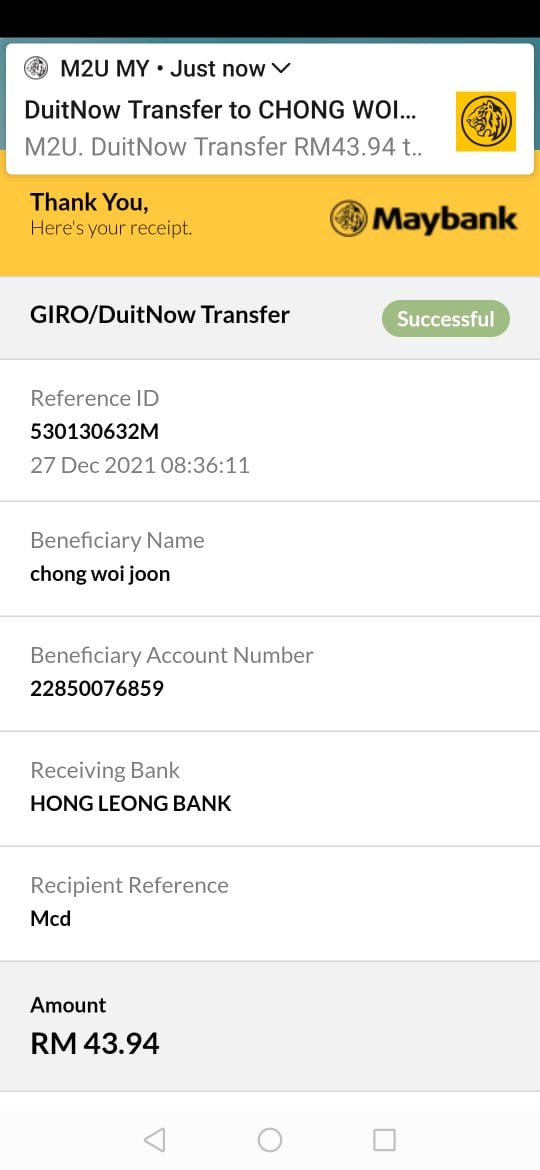 M2U MY • Just now
DuitNow Transfer to CHONG WOI...
M2U. DuitNow Transfer RM43.94 t..
Thank You,
Here's your receipt.
Maybank
GIRO/DuitNow Transfer
Successful
Reference ID
530130632M
27 Dec 2021 08:36:11
Beneficiary Name
chong woi joon
Beneficiary Account Number
22850076859
Receiving Bank
HONG LEONG BANK
Recipient Reference
Mcd
Amount
RM 43.94